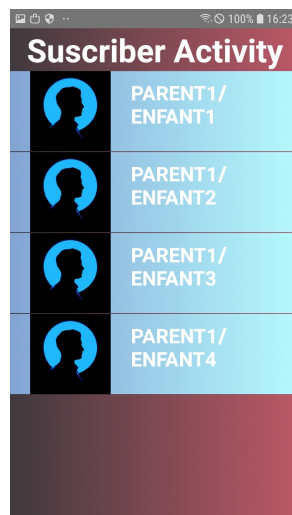 100% 16:23
Suscriber Activity
PARENT1/
ENFANT1
PARENT1/
ENFANT2
PARENT1/
ENFANT3
PARENT1/
ENFANT4